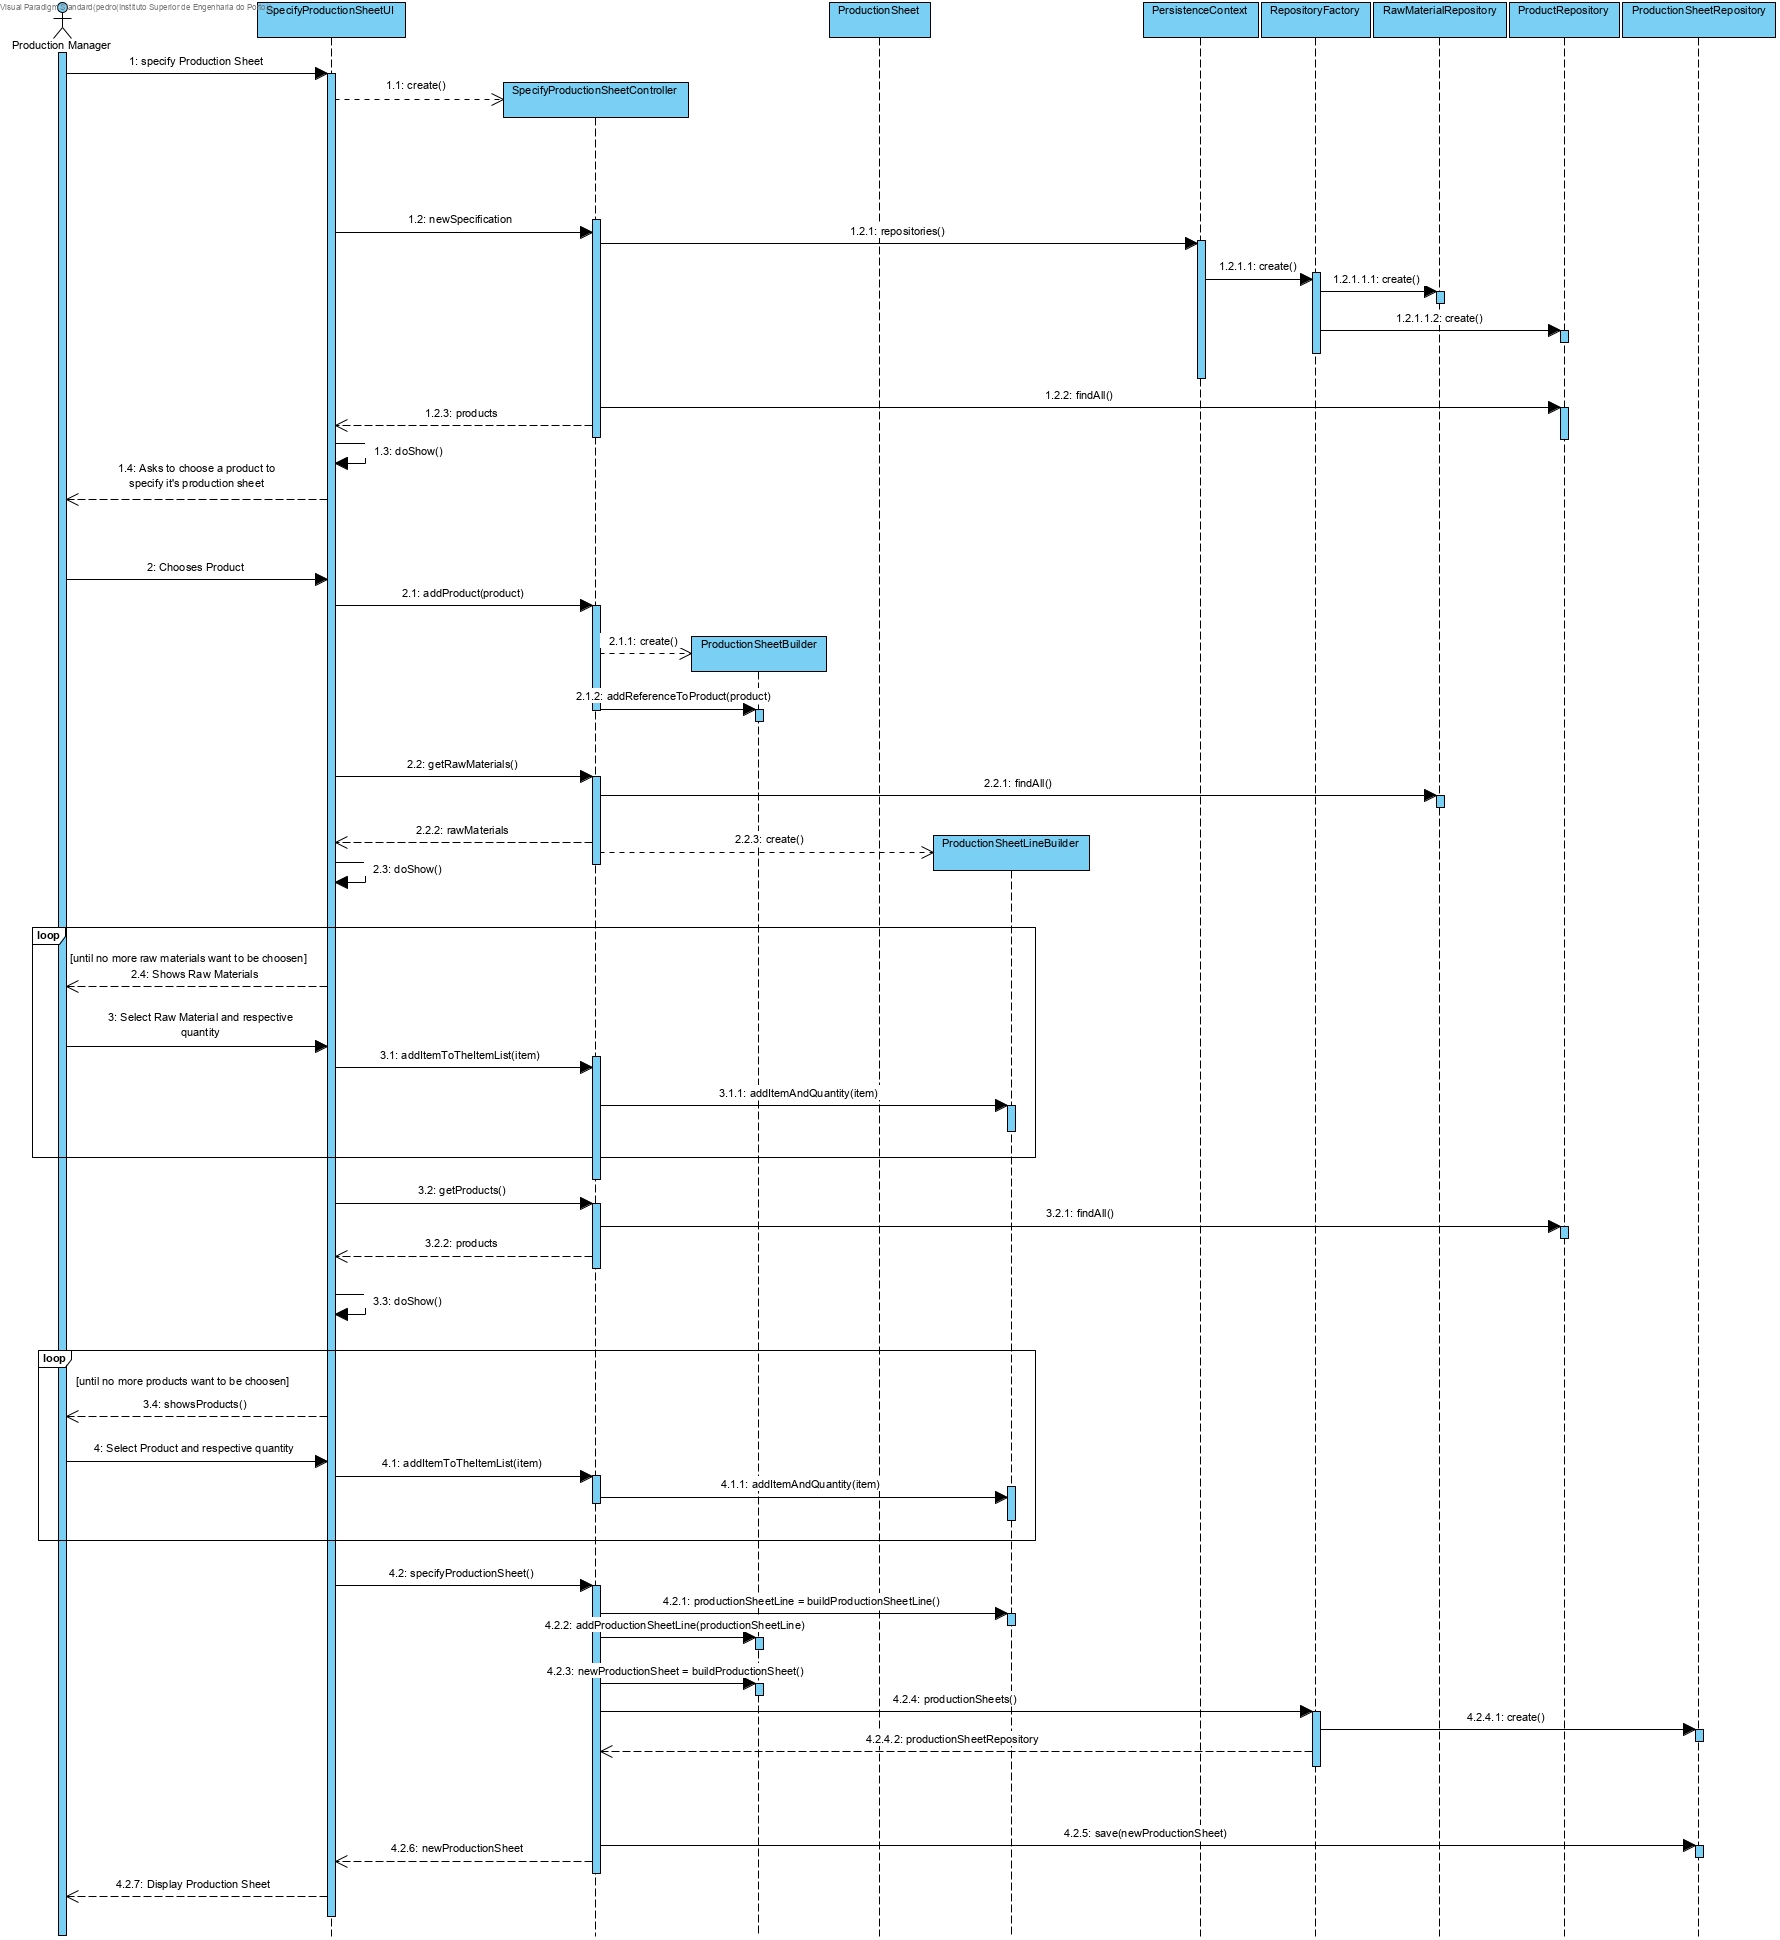 Visual Paradigm Standard(pedro(Instituto Superior de Engenharia do Porto
SpecifyProductionSheetUI
ProductionSheet
PersistenceContext
RepositoryFactory
RawMaterialRepository
ProductRepository
ProductionSheetRepository
Production Manager
1: specify Production Sheet
1.1: create()
SpecifyProductionSheetController
1.2: newSpecification
1.2.1: repositories()
1.2.1.1: create()
1.2.1.1.1: create()
1.2.1.1.2: create()
1.2.2: findAll()
1.2.3: products
1.3: doShow()
1.4: Asks to choose a product to
specify it's production sheet
2: Chooses Product
2.1: addProduct(product)
2.1.1: create()
ProductionSheetBuilder
2.1.2: addReferenceToProduct(product)
2.2: getRawMaterials()
2.2.1: findAll()
2.2.2: rawMaterials
2.2.3: create()
ProductionSheetLineBuilder
2.3: doShow()
loop
[until no more raw materials want to be choosen]
2.4: Shows Raw Materials
3: Select Raw Material and respective
quantity
3.1: addItemToTheItemList(item)
3.1.1: addItemAndQuantity(item)
3.2: getProducts()
3.2.1: findAll()
3.2.2: products
3.3: doShow()
loop
[until no more products want to be choosen]
3.4: showsProducts()
4: Select Product and respective quantity
4.1: addItemToTheItemList(item)
4.1.1: addItemAndQuantity(item)
4.2: specifyProductionSheet()
4.2.1: productionSheetLine = buildProductionSheetLine()
4.2.2: addProductionSheetLine(productionSheetLine)
4.2.3: newProductionSheet = buildProductionSheet()
4.2.4: productionSheets()
4.2.4.1: create()
4.2.4.2: productionSheetRepository
4.2.5: save(newProductionSheet)
4.2.6: newProductionSheet
4.2.7: Display Production Sheet